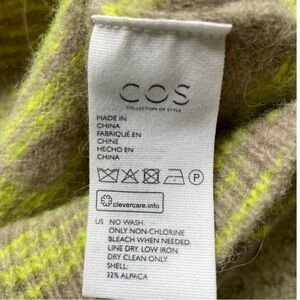 COS
COLLECTION OF STYLE
MADE IN
CHINA
FABRIQUÉ EN
CHINE
HECHO EN
CHINA
P
clevercare.info
US NO WASH.
ONLY NON-CHLORINE
BLEACH WHEN NEEDED.
LINE DRY. LOW IRON.
DRY CLEAN ONLY
SHELL:
32% ALPACA